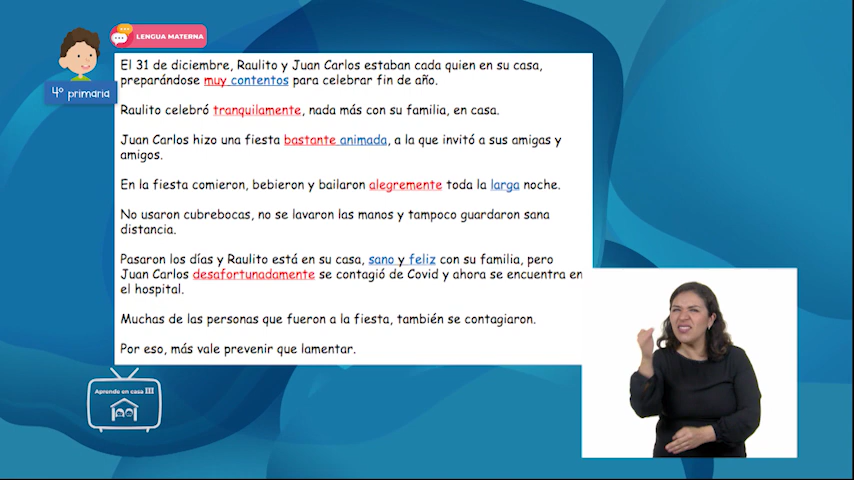 LENGUA MATERNA
4º primaria
El 31 de diciembre, Raulito y Juan Carlos estaban cada quien en su casa,
preparándose muy contentos para celebrar fin de año.
Raulito celebró tranquilamente, nada más con su familia, en casa.
Juan Carlos hizo una fiesta bastante animada, a la que invitó a sus amigas y
amigos.
En la fiesta comieron, bebieron y bailaron alegremente toda la larga noche.
No usaron cubrebocas, no se lavaron las manos y tampoco guardaron sana
distancia.
Pasaron los días y Raulito está en su casa, sano y feliz con su familia, pero
Juan Carlos desafortunadamente se contagió de Covid y ahora se encuentra en
el hospital.
Muchas de las personas que fueron a la fiesta, también se contagiaron.
Por eso, más vale prevenir que lamentar.
Aprende en casa III